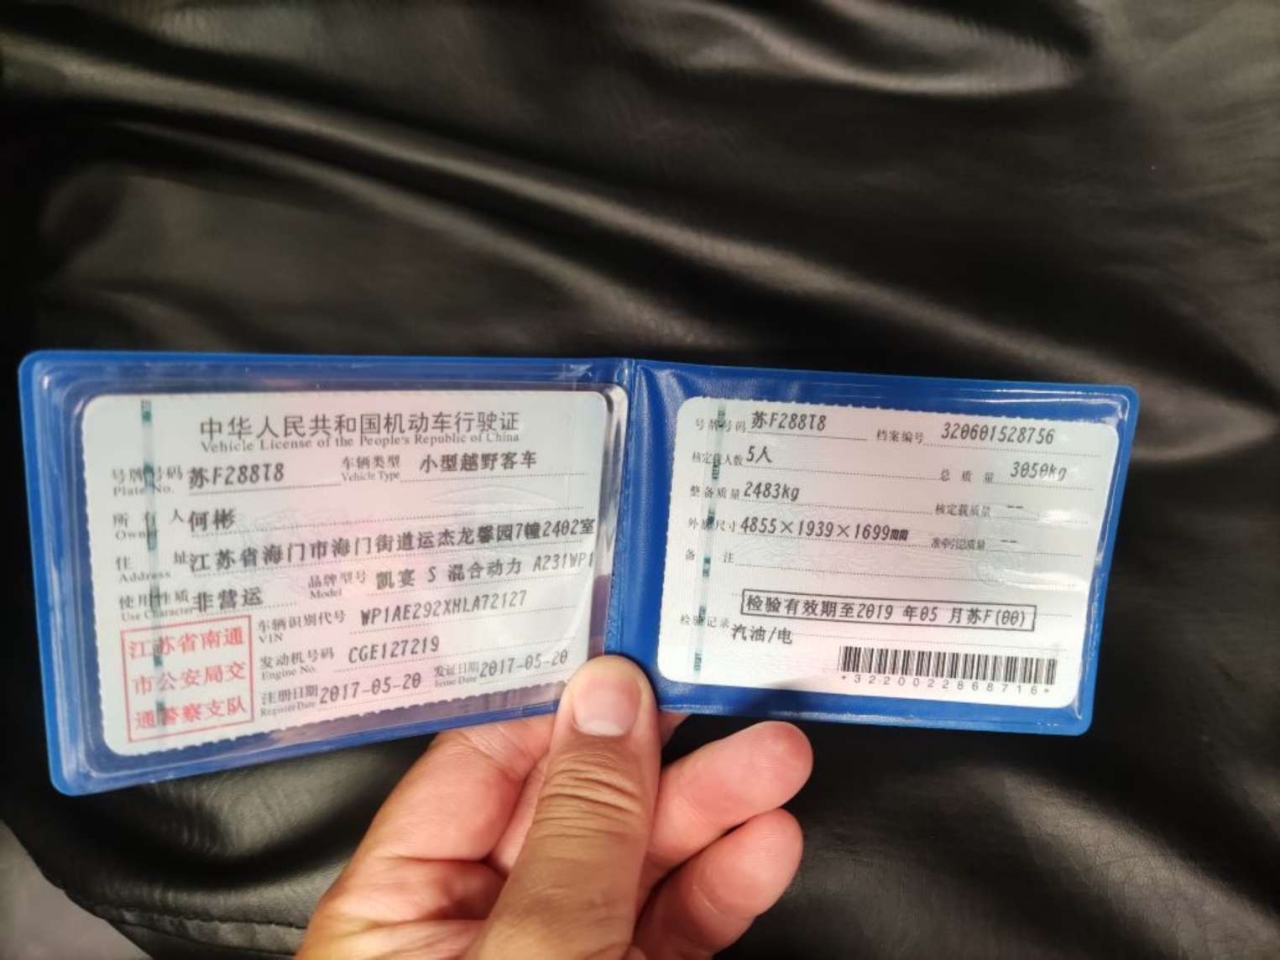 中华人民共和国机动车行驶证
Vehicle License of the People's Republic of China
号牌号码 苏F288T8 车辆类型 小型越野客车
Plate No. Vehicle Type
所有人 何彬
Owner
住址 江苏省海门市海门街道运杰龙馨园7幢2402室
Address
使用性质 非营运 品牌型号 凯宴 S 混合动力 A231WP1
Use Character Model
车辆识别代号 WP1AE292XHLA72127
VIN
发动机号码 CGE127219
Engine No.
注册日期 2017-05-20 发证日期 2017-05-20
Register Date Issue Date
江苏省南通
市公安局交
通警察支队
号牌号码 苏F288T8 档案编号 320601528756
核定载人数 5人 总质量 3050kg
整备质量 2483kg 核定载质量 --
外廓尺寸 4855×1939×1699mm 准牵引总质量 --
备注
检验有效期至2019 年05 月苏F(00)
检验记录 汽油/电
*3220022868716*